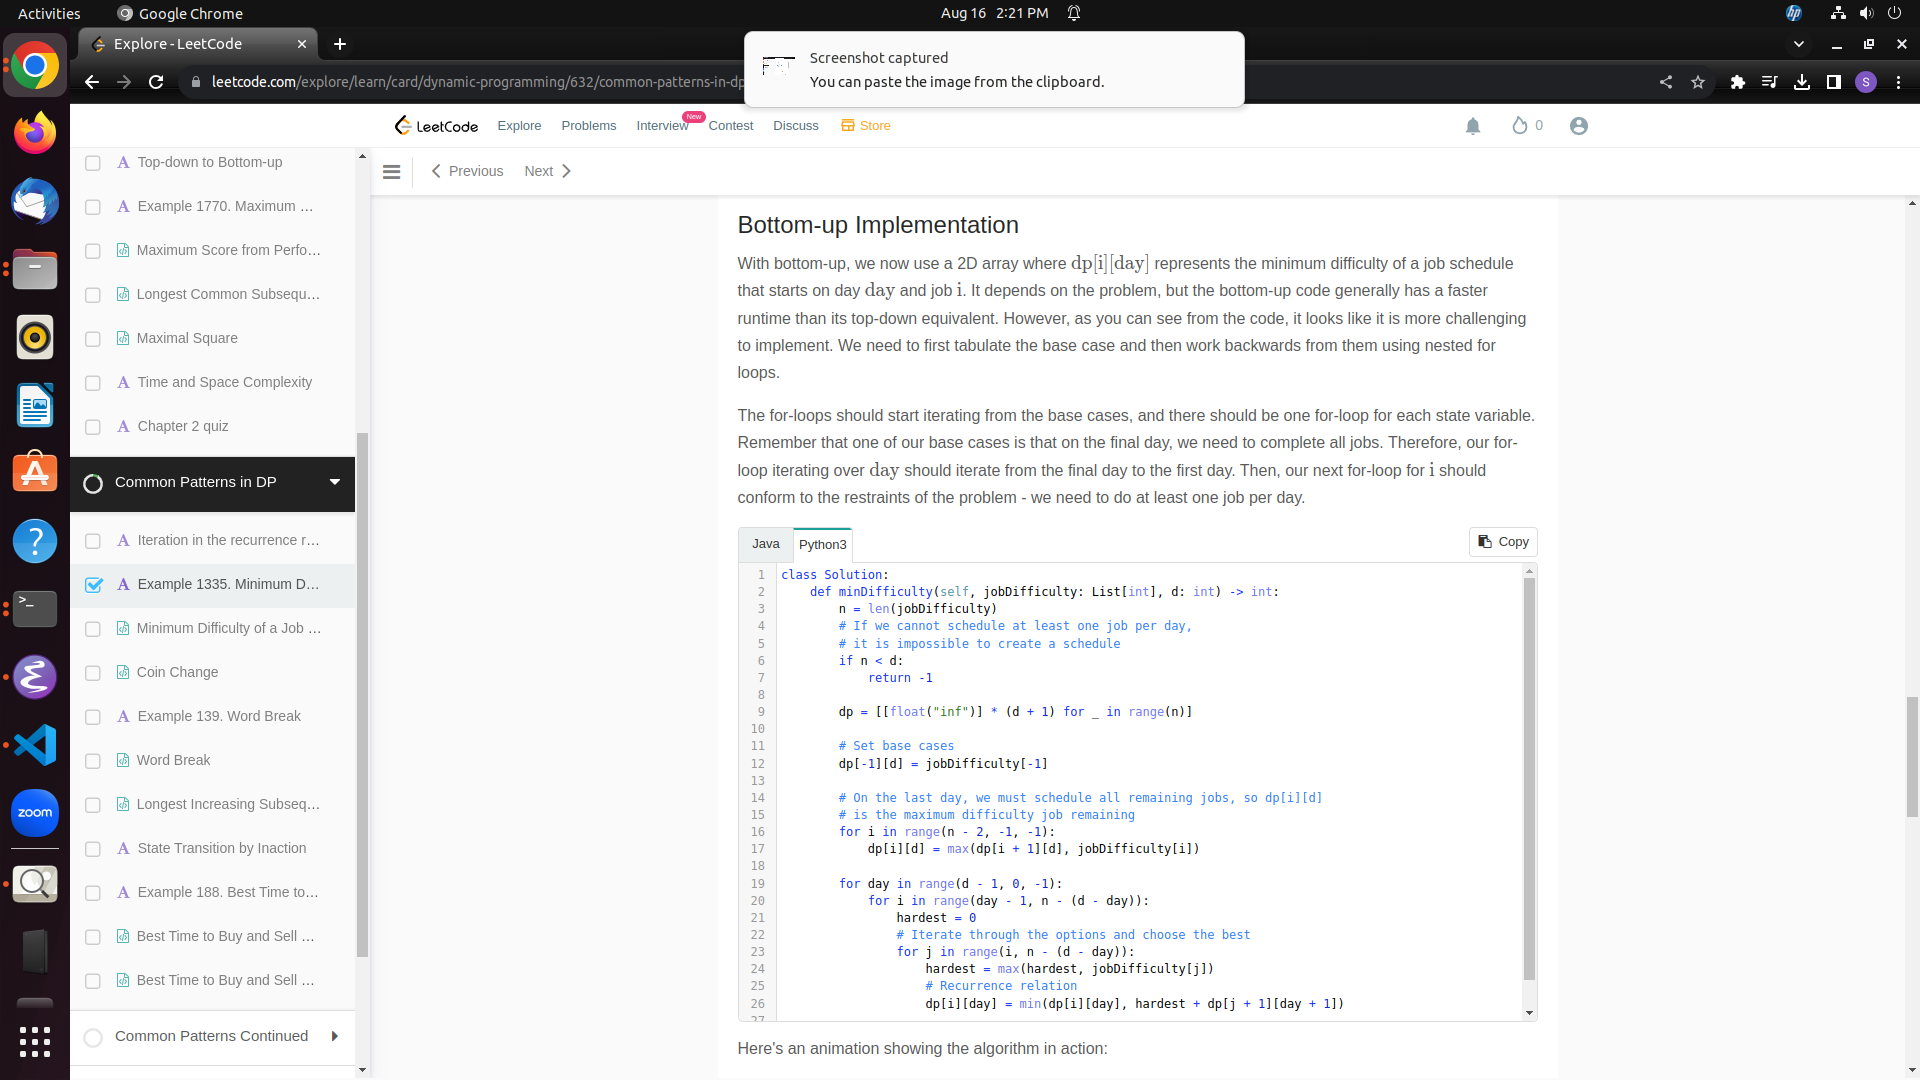 Activities
Google Chrome
Aug 16 2:21 PM
Explore - LeetCode
leetcode.com/explore/learn/card/dynamic-programming/632/common-patterns-in-dp
Screenshot captured
You can paste the image from the clipboard.
S
LeetCode
Explore
Problems
Interview
New
Contest
Discuss
Store
0
Previous
Next
Top-down to Bottom-up
Example 1770. Maximum ...
Maximum Score from Perfo...
Longest Common Subsequ...
Maximal Square
Time and Space Complexity
Chapter 2 quiz
Common Patterns in DP
Iteration in the recurrence r...
Example 1335. Minimum D...
Minimum Difficulty of a Job ...
Coin Change
Example 139. Word Break
Word Break
Longest Increasing Subseq...
State Transition by Inaction
Example 188. Best Time to...
Best Time to Buy and Sell ...
Best Time to Buy and Sell ...
Common Patterns Continued
zoom
Bottom-up Implementation
With bottom-up, we now use a 2D array where dp[i][day] represents the minimum difficulty of a job schedule
that starts on day day and job i. It depends on the problem, but the bottom-up code generally has a faster
runtime than its top-down equivalent. However, as you can see from the code, it looks like it is more challenging
to implement. We need to first tabulate the base case and then work backwards from them using nested for
loops.
The for-loops should start iterating from the base cases, and there should be one for-loop for each state variable.
Remember that one of our base cases is that on the final day, we need to complete all jobs. Therefore, our for-
loop iterating over day should iterate from the final day to the first day. Then, our next for-loop for i should
conform to the restraints of the problem - we need to do at least one job per day.
Java
Python3
Copy
1 class Solution:
2 def minDifficulty(self, jobDifficulty: List[int], d: int) -> int:
3 n = len(jobDifficulty)
4 # If we cannot schedule at least one job per day,
5 # it is impossible to create a schedule
6 if n < d:
7 return -1
8
9 dp = [[float("inf")] * (d + 1) for _ in range(n)]
10
11 # Set base cases
12 dp[-1][d] = jobDifficulty[-1]
13
14 # On the last day, we must schedule all remaining jobs, so dp[i][d]
15 # is the maximum difficulty job remaining
16 for i in range(n - 2, -1, -1):
17 dp[i][d] = max(dp[i + 1][d], jobDifficulty[i])
18
19 for day in range(d - 1, 0, -1):
20 for i in range(day - 1, n - (d - day)):
21 hardest = 0
22 # Iterate through the options and choose the best
23 for j in range(i, n - (d - day)):
24 hardest = max(hardest, jobDifficulty[j])
25 # Recurrence relation
26 dp[i][day] = min(dp[i][day], hardest + dp[j + 1][day + 1])
27
Here's an animation showing the algorithm in action: